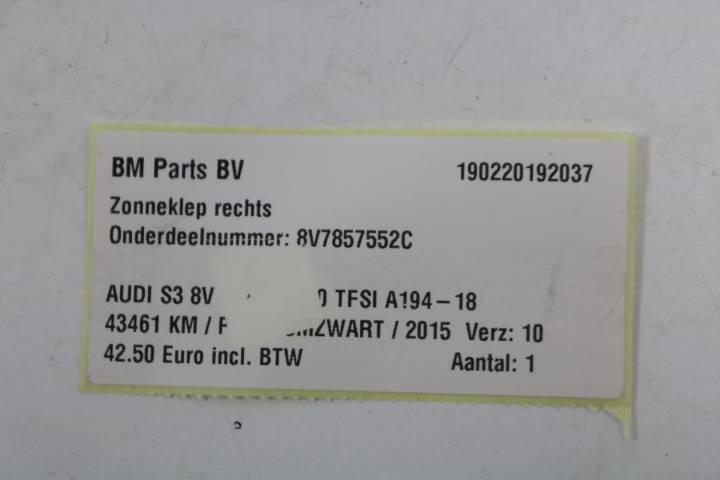 BM Parts BV 190220192037
Zonneklep rechts
Onderdeelnummer: 8V7857552C
AUDI S3 8V TFSI A194-18
43461 KM / / 2015 Verz: 10
42.50 Euro incl. BTW Aantal: 1